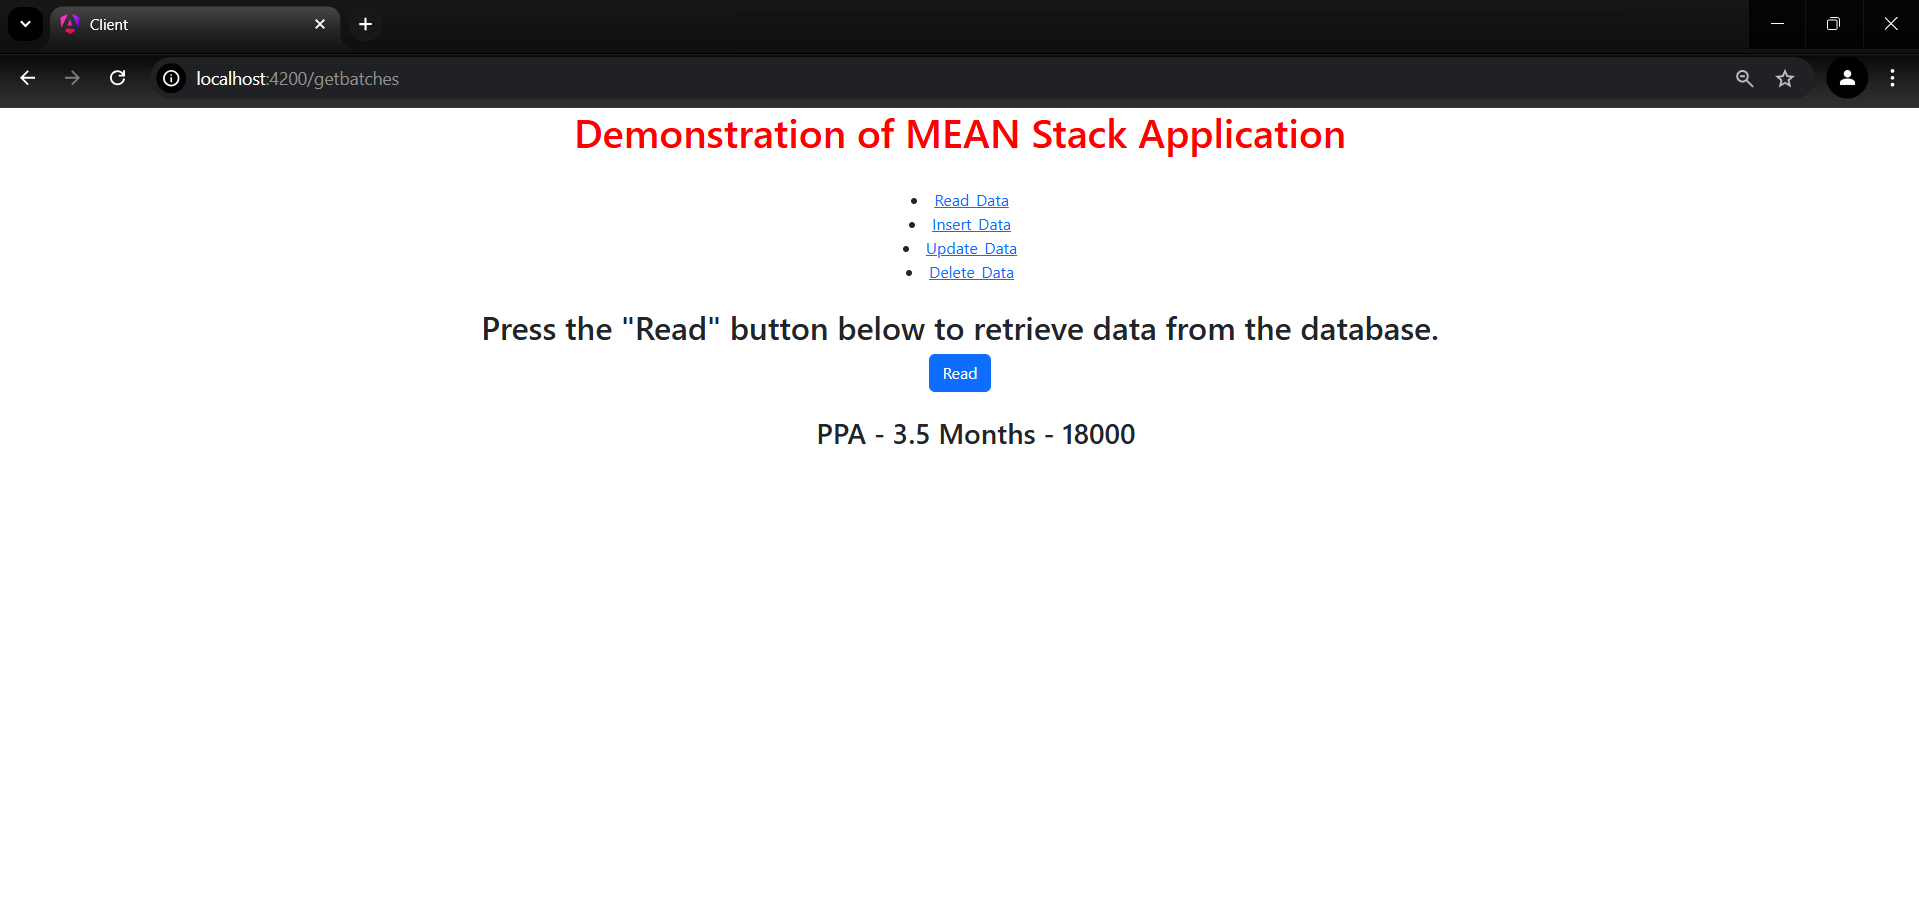 Client
localhost:4200/getbatches
Demonstration of MEAN Stack Application
Read Data
Insert Data
Update Data
Delete Data
Press the "Read" button below to retrieve data from the database.
Read
PPA - 3.5 Months - 18000